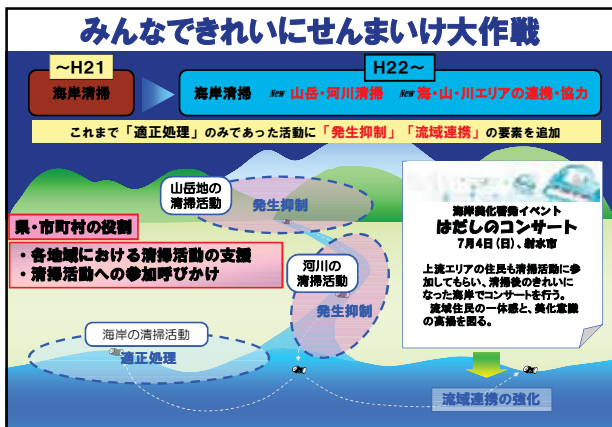 みんなできれいにせんまいけ大作戦
～H21
海岸清掃
H22～
海岸清掃 New 山岳・河川清掃 New 海・山・川エリアの連携・協力
これまで「適正処理」のみであった活動に「発生抑制」「流域連携」の要素を追加
山岳地の
清掃活動
発生抑制
県・市町村の役割
・各地域における清掃活動の支援
・清掃活動への参加呼びかけ
河川の
清掃活動
発生抑制
海岸の清掃活動
適正処理
海岸美化啓発イベント
はだしのコンサート
7月4日(日)、射水市
上流エリアの住民も清掃活動に参
加してもらい、清掃後のきれいに
なった海岸でコンサートを行う。
流域住民の一体感と、美化意識
の高揚を図る。
流域連携の強化